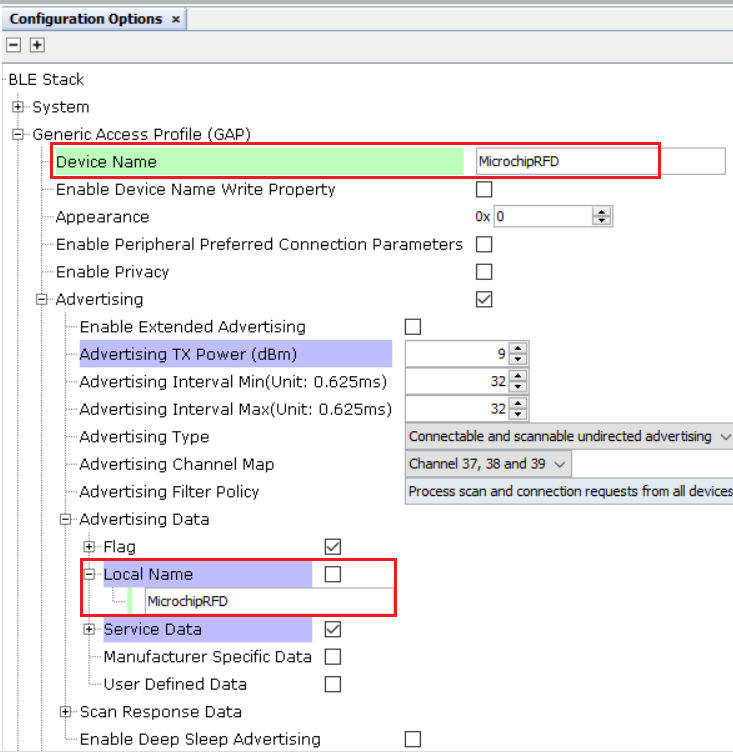 Configuration Options ×
BLE Stack
System
Generic Access Profile (GAP)
Device Name MicrochipRFD
Enable Device Name Write Property
Appearance 0x 0
Enable Peripheral Preferred Connection Parameters
Enable Privacy
Advertising
Enable Extended Advertising
Advertising TX Power (dBm) 9
Advertising Interval Min(Unit: 0.625ms) 32
Advertising Interval Max(Unit: 0.625ms) 32
Advertising Type Connectable and scannable undirected advertising
Advertising Channel Map Channel 37, 38 and 39
Advertising Filter Policy Process scan and connection requests from all devices
Advertising Data
Flag
Local Name
MicrochipRFD
Service Data
Manufacturer Specific Data
User Defined Data
Scan Response Data
Enable Deep Sleep Advertising